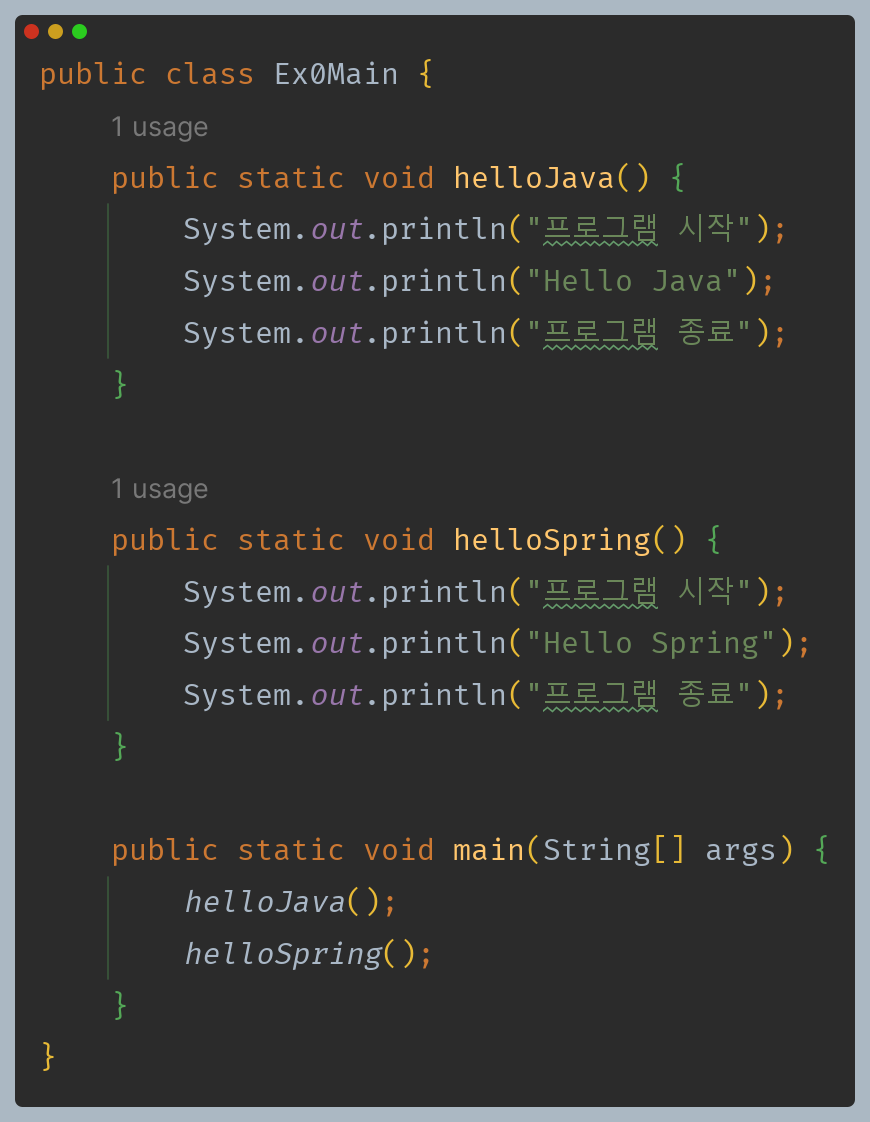 public class Ex0Main {
1 usage
public static void helloJava() {
System.out.println("프로그램 시작");
System.out.println("Hello Java");
System.out.println("프로그램 종료");
}
1 usage
public static void helloSpring() {
System.out.println("프로그램 시작");
System.out.println("Hello Spring");
System.out.println("프로그램 종료");
}
public static void main(String[] args) {
helloJava();
helloSpring();
}
}